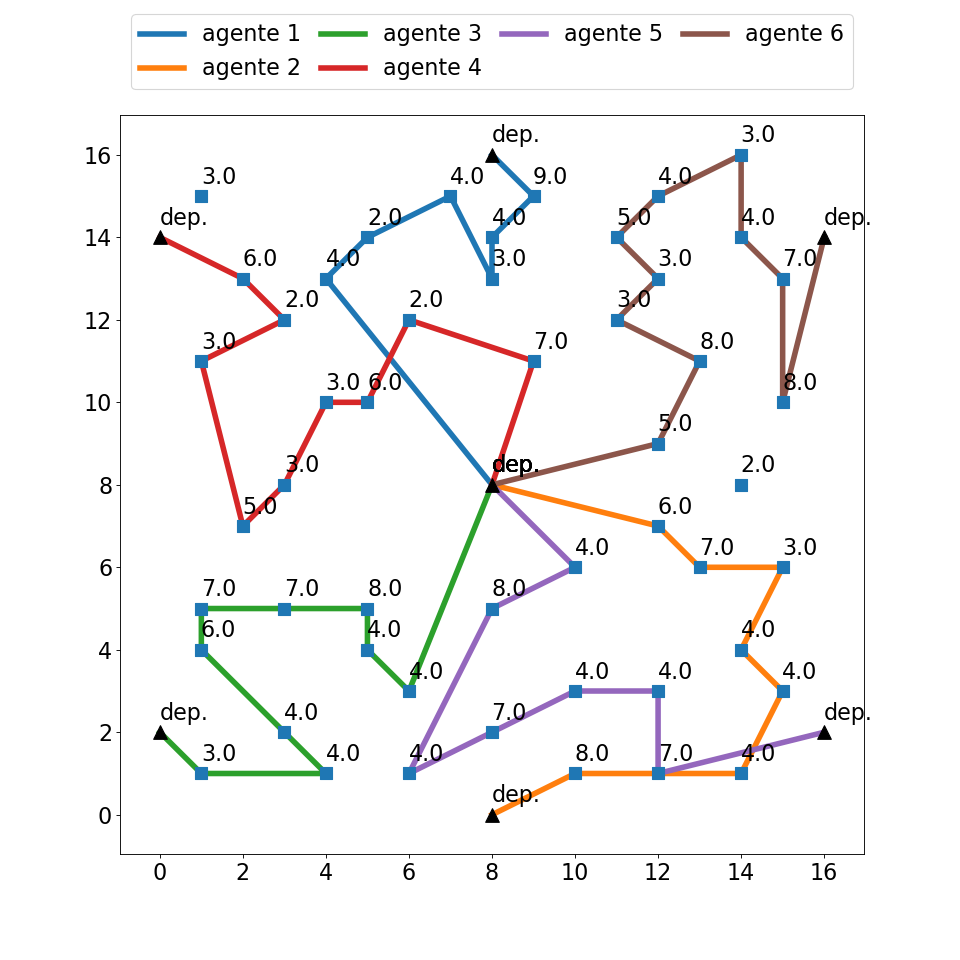 agente 1 agente 3 agente 5 agente 6
agente 2 agente 4
3.0
16 dep.
3.0 4.0 9.0 4.0
dep. 2.0 4.0 5.0 4.0 dep.
14
6.0 4.0 3.0 3.0 7.0
2.0 2.0 3.0
12
3.0 7.0 8.0
3.0 6.0 8.0
10
5.0
3.0 dep. 2.0
8
5.0 6.0
4.0 7.0 3.0
6
7.0 7.0 8.0 8.0
6.0 4.0 4.0
4
4.0 4.0 4.0 4.0
dep. 4.0 7.0 dep.
2
3.0 4.0 4.0 8.0 7.0 4.0
dep.
0
0 2 4 6 8 10 12 14 16